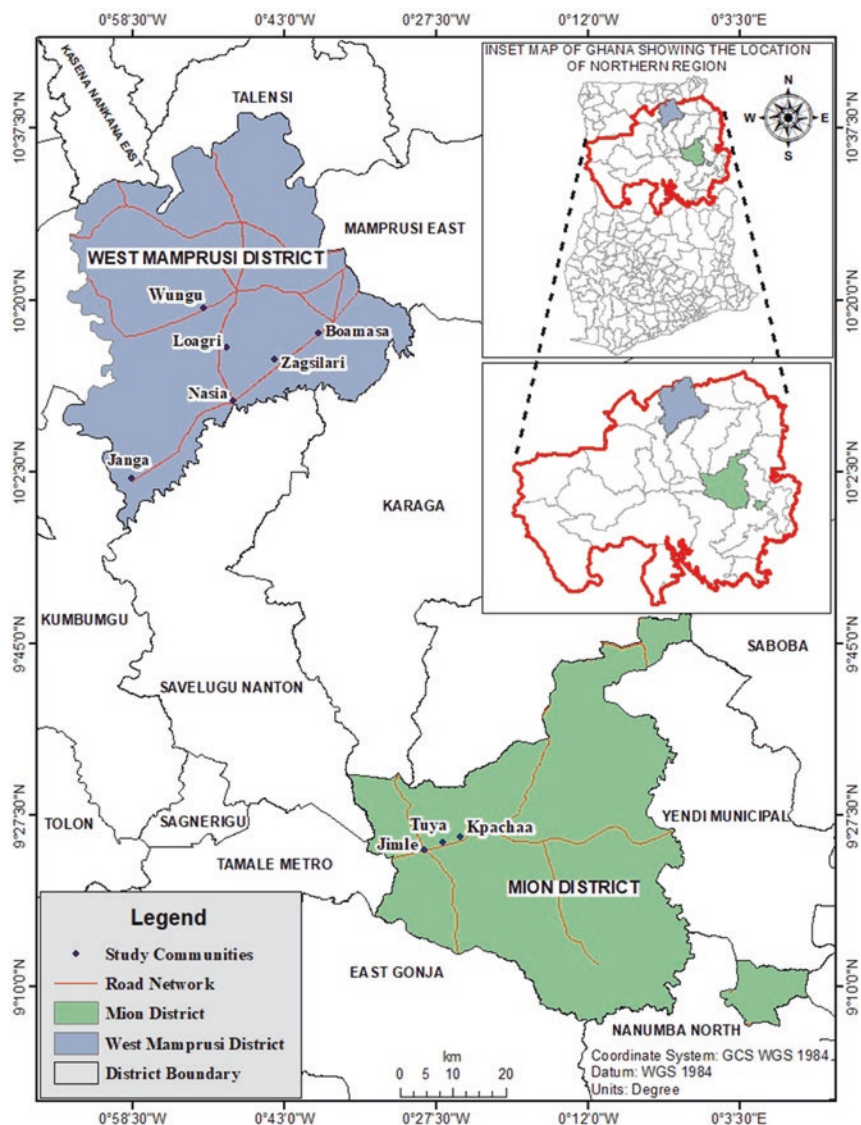 0°58'30"W 0°43'0"W 0°27'30"W 0°12'0"W 0°3'30"E
INSET MAP OF GHANA SHOWING THE LOCATION
OF NORTHERN REGION
N
W E
S
KASENA NANKANA EAST
TALENSI
10°37'30"N
10°37'30"N
MAMPRUSI EAST
WEST MAMPRUSI DISTRICT
10°20'0"N
10°20'0"N
Wungu
Boamasa
Loagri
Zagsilari
Nasia
Janga
10°2'30"N
10°2'30"N
KARAGA
KUMBUMGU
SABOBA
9°45'0"N
9°45'0"N
SAVELUGU NANTON
9°27'30"N
9°27'30"N
TOLON
SAGNERIGU
YENDI MUNICIPAL
Tuya
Kpachaa
Jimle
TAMALE METRO
MION DISTRICT
Legend
Study Communities
Road Network
Mion District
West Mamprusi District
District Boundary
EAST GONJA
9°10'0"N
9°10'0"N
NANUMBA NORTH
km
0 5 10 20
Coordinate System: GCS WGS 1984
Datum: WGS 1984
Units: Degree
0°58'30"W 0°43'0"W 0°27'30"W 0°12'0"W 0°3'30"E